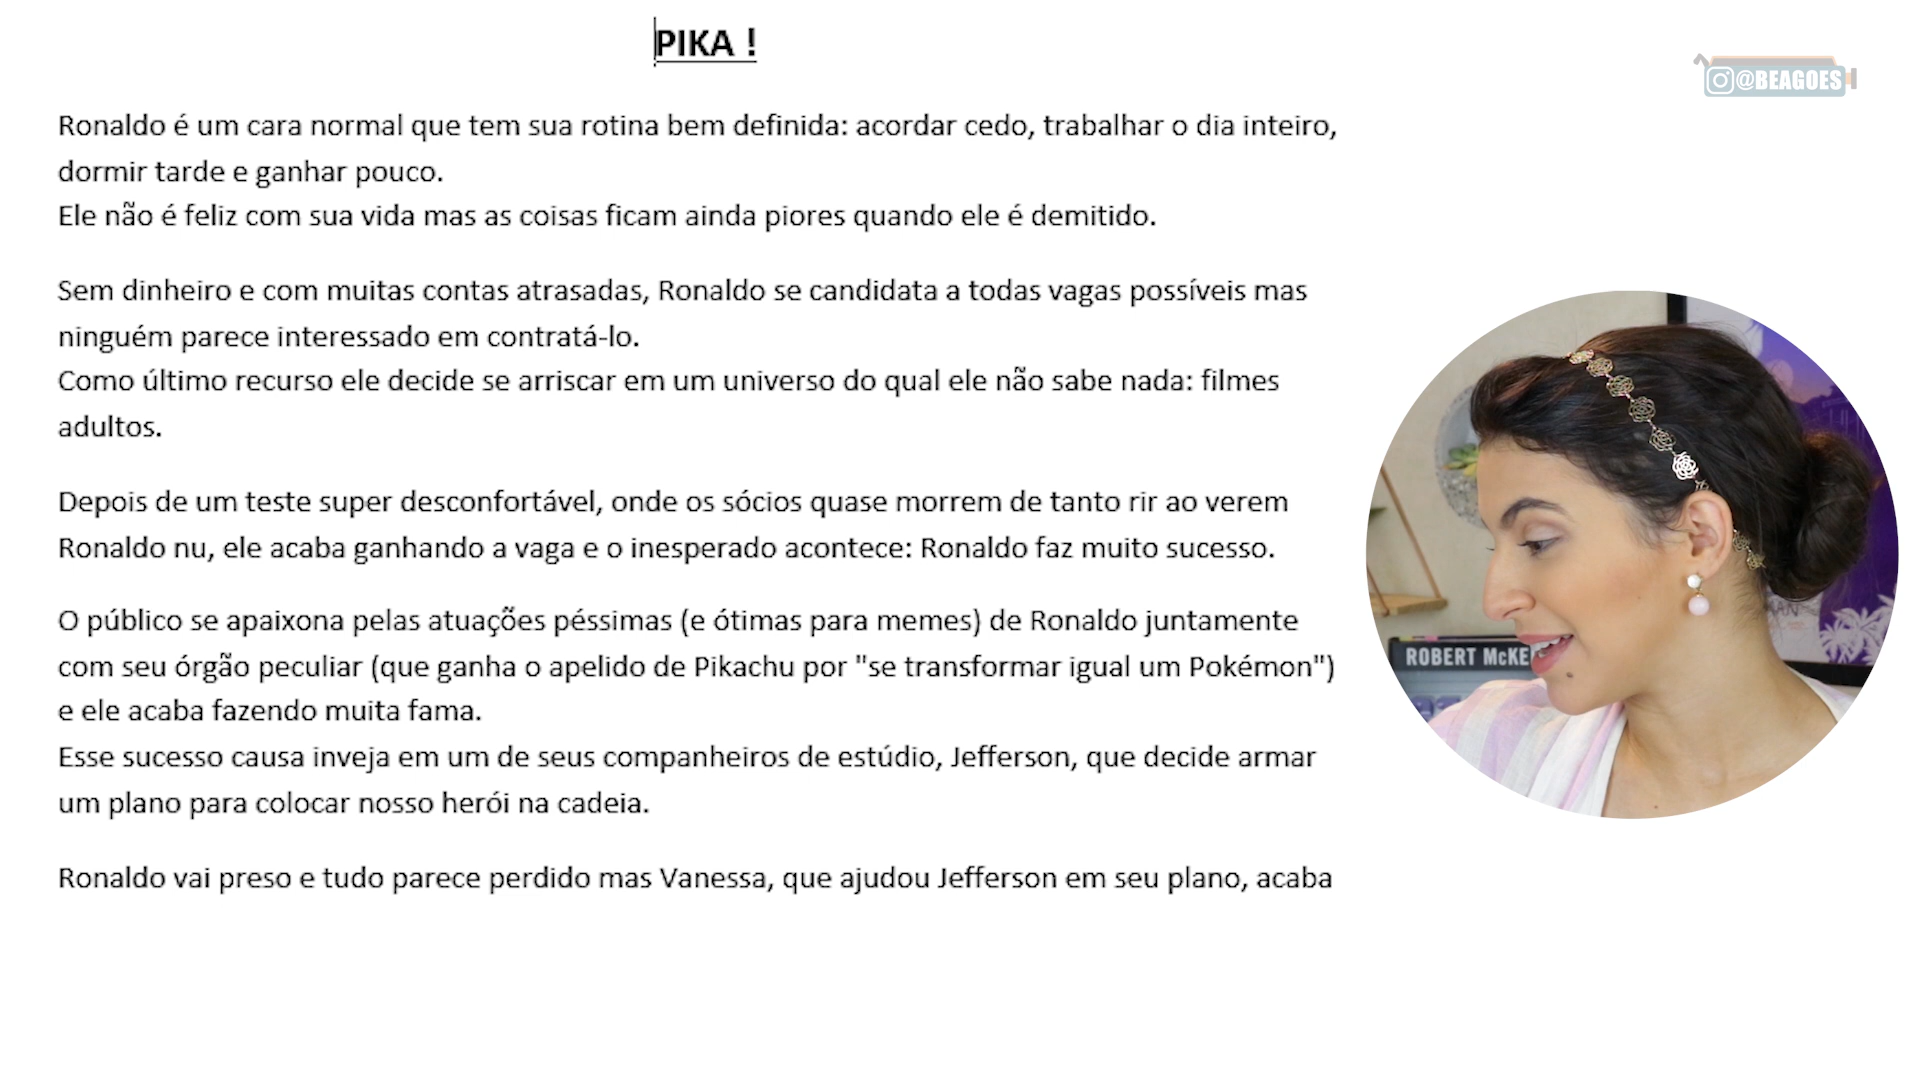 PIKA !
@BEAGOES
Ronaldo é um cara normal que tem sua rotina bem definida: acordar cedo, trabalhar o dia inteiro,
dormir tarde e ganhar pouco.
Ele não é feliz com sua vida mas as coisas ficam ainda piores quando ele é demitido.
Sem dinheiro e com muitas contas atrasadas, Ronaldo se candidata a todas vagas possíveis mas
ninguém parece interessado em contratá-lo.
Como último recurso ele decide se arriscar em um universo do qual ele não sabe nada: filmes
adultos.
Depois de um teste super desconfortável, onde os sócios quase morrem de tanto rir ao verem
Ronaldo nu, ele acaba ganhando a vaga e o inesperado acontece: Ronaldo faz muito sucesso.
O público se apaixona pelas atuações péssimas (e ótimas para memes) de Ronaldo juntamente
com seu órgão peculiar (que ganha o apelido de Pikachu por "se transformar igual um Pokémon")
e ele acaba fazendo muita fama.
Esse sucesso causa inveja em um de seus companheiros de estúdio, Jefferson, que decide armar
um plano para colocar nosso herói na cadeia.
Ronaldo vai preso e tudo parece perdido mas Vanessa, que ajudou Jefferson em seu plano, acaba
ROBERT McKE